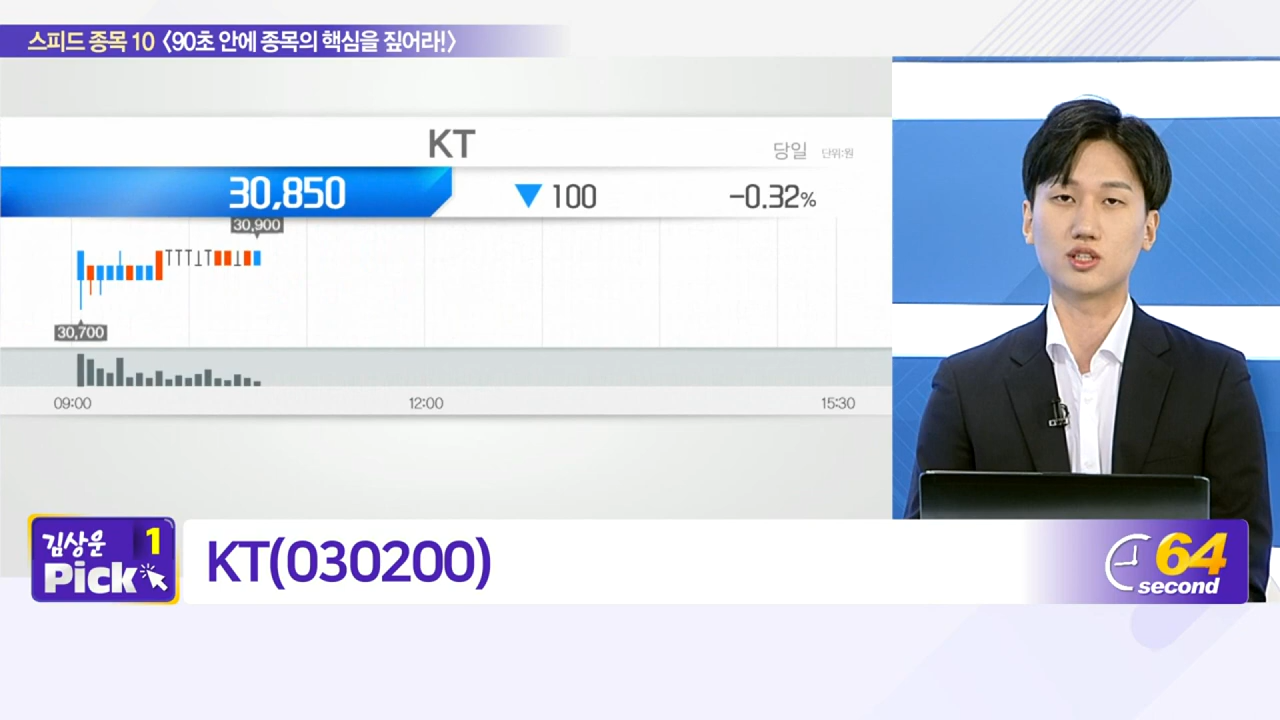 스피드 종목 10 〈90초 안에 종목의 핵심을 짚어라!〉
KT
당일 단위:원
30,850 ▼ 100 -0.32%
30,900
30,700
09:00 12:00 15:30
김상운 1
Pick
KT(030200)
64
second